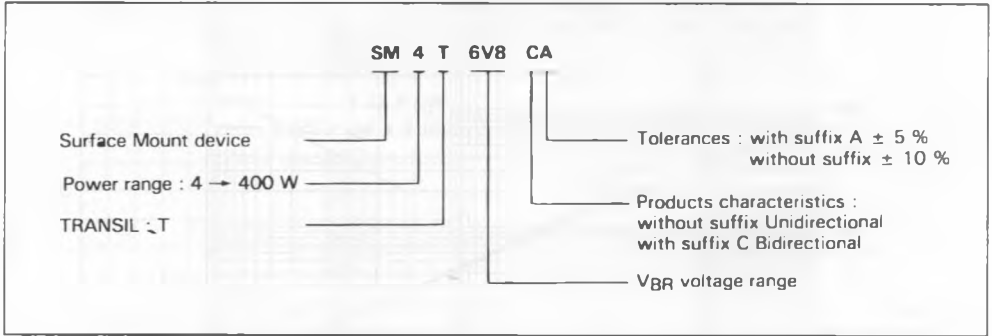 SM 4 T 6V8 CA
Surface Mount device
Power range : 4 → 400 W
TRANSIL : T
Tolerances : with suffix A ± 5 %
without suffix ± 10 %
Products characteristics :
without suffix Unidirectional
with suffix C Bidirectional
VBR voltage range